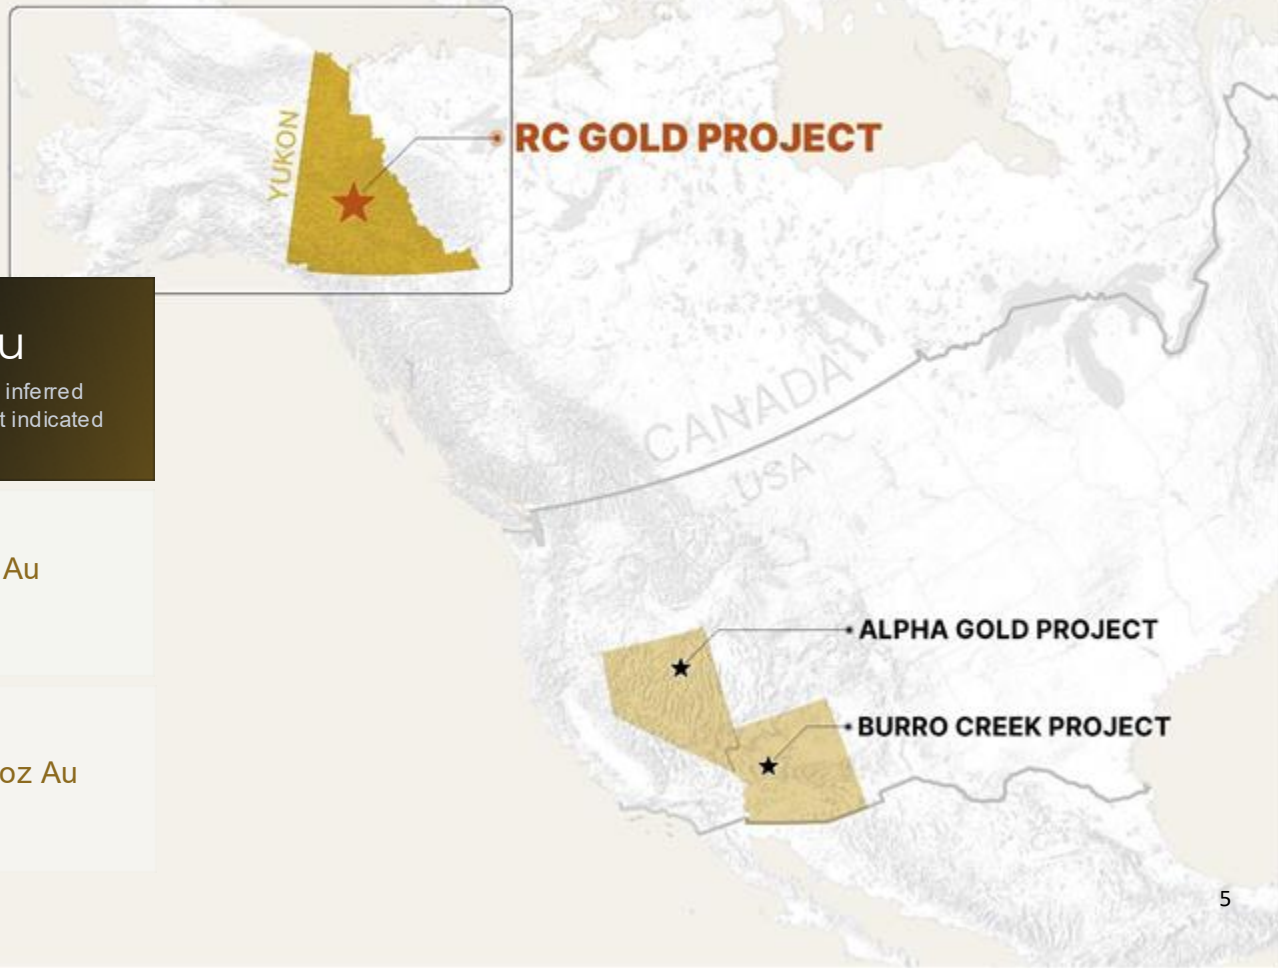 YUKON
RC GOLD PROJECT
u
inferred
t indicated
CANADA
USA
Au
ALPHA GOLD PROJECT
BURRO CREEK PROJECT
oz Au
5